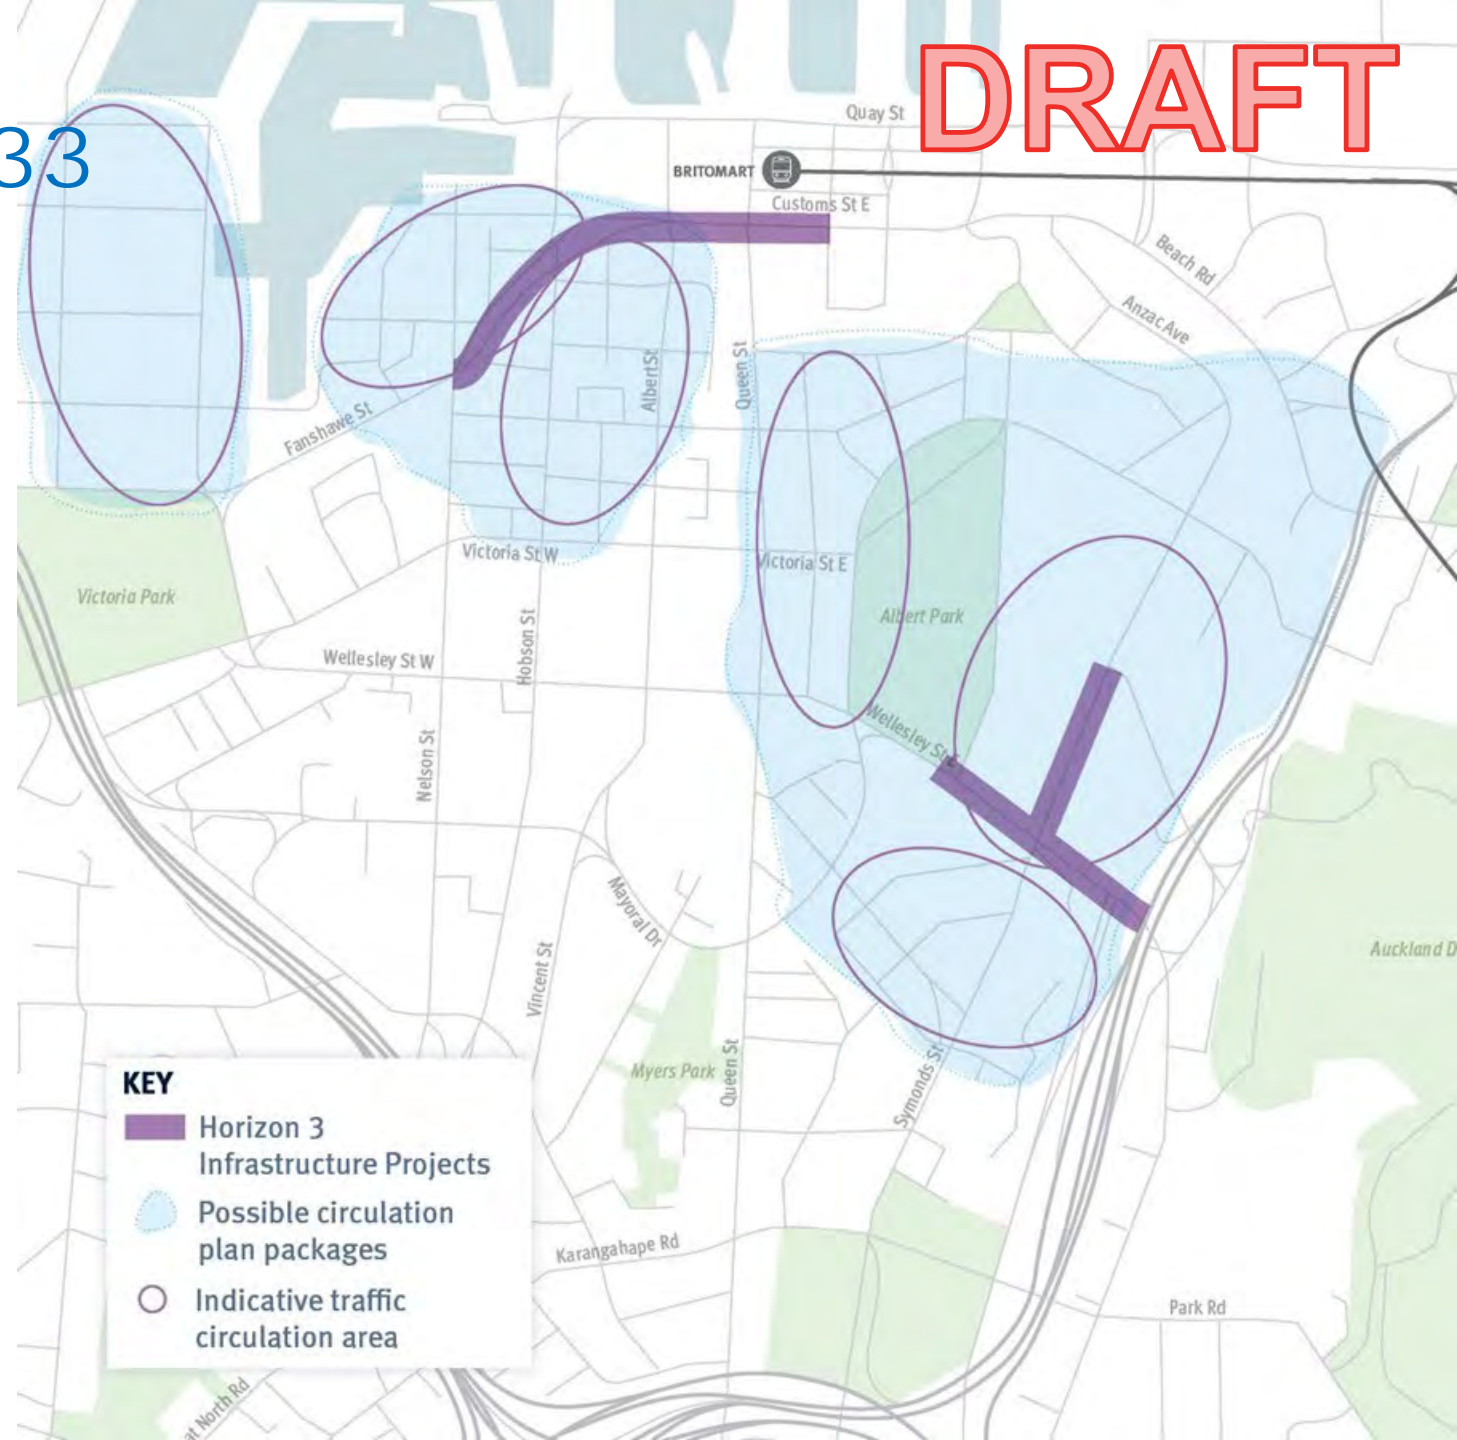 DRAFT
33
Quay St
BRITOMART
Customs St E
Beach Rd
Anzac Ave
Queen St
Albert St
Fanshawe St
Victoria St W
Victoria St E
Victoria Park
Albert Park
Hobson St
Wellesley St W
Wellesley St E
Nelson St
Mayoral Dr
Vincent St
Auckland D
Myers Park
Queen St
Symonds St
KEY
Horizon 3
Infrastructure Projects
Possible circulation
plan packages
Indicative traffic
circulation area
Karangahape Rd
Park Rd
at North Rd